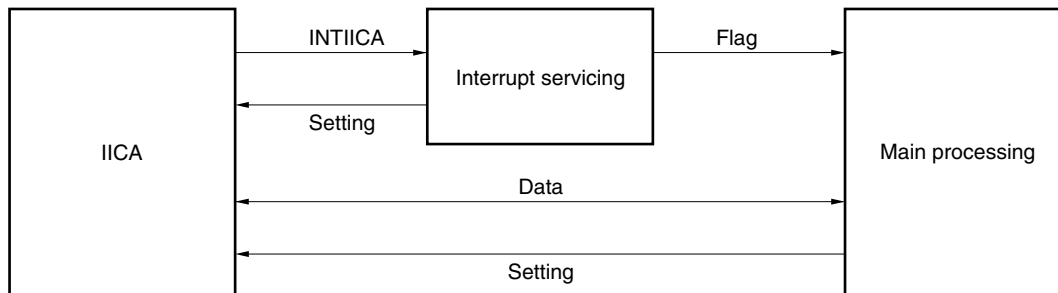 INTIICA
Flag
Interrupt servicing
Setting
IICA
Main processing
Data
Setting